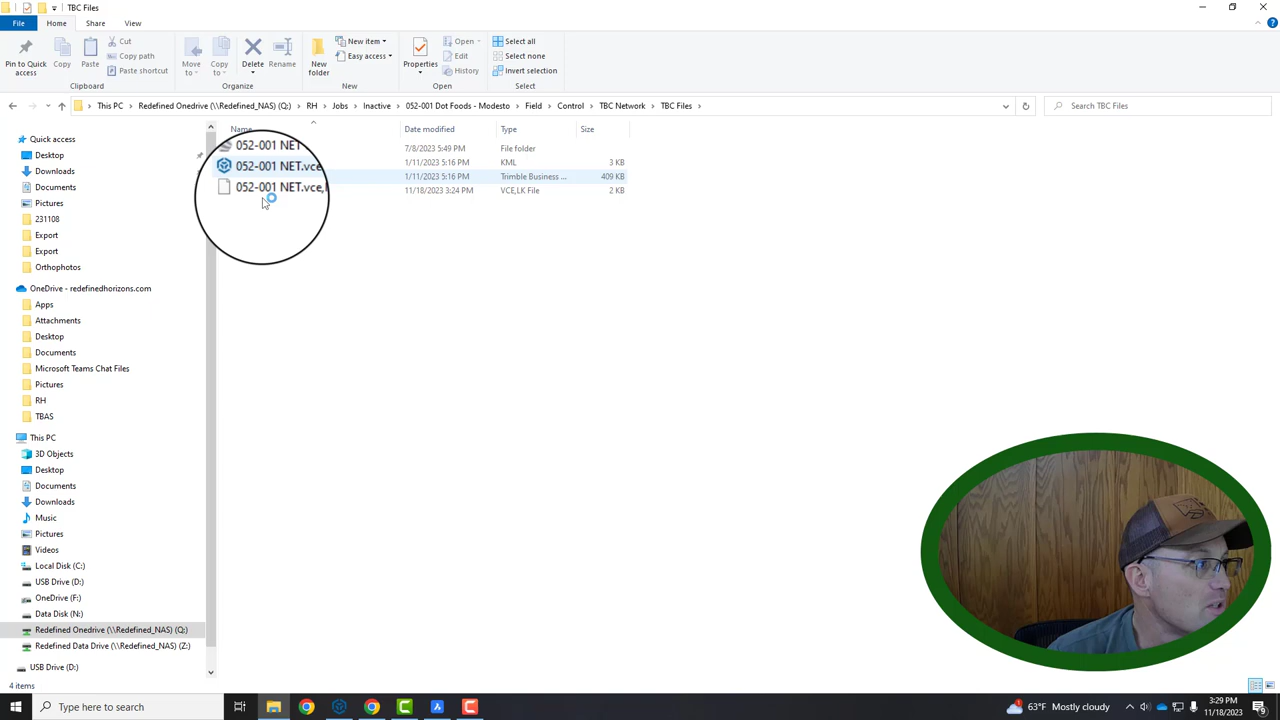 TBC Files
File
Home
Share
View
Pin to Quick access
Copy
Paste
Cut
Copy path
Paste shortcut
Clipboard
Move to
Copy to
Delete
Rename
Organize
New folder
New item
Easy access
New
Properties
Open
Edit
History
Open
Select all
Select none
Invert selection
Select
This PC > Redefined Onedrive (\\Redefined_NAS) (Q:) > RH > Jobs > Inactive > 052-001 Dot Foods - Modesto > Field > Control > TBC Network > TBC Files >
Search TBC Files
Name
Date modified
Type
Size
7/8/2023 5:49 PM File folder
052-001 NET 1/11/2023 5:16 PM KML 3 KB
052-001 NET.vce 1/11/2023 5:16 PM Trimble Business ... 409 KB
052-001 NET.vce, 11/18/2023 3:24 PM VCE,LK File 2 KB
Quick access
Desktop
Downloads
Documents
Pictures
231108
Export
Export
Orthophotos
OneDrive - redefinedhorizons.com
Apps
Attachments
Desktop
Documents
Microsoft Teams Chat Files
Pictures
RH
TBAS
This PC
3D Objects
Desktop
Documents
Downloads
Music
Pictures
Videos
Local Disk (C:)
USB Drive (D:)
OneDrive (F:)
Data Disk (N:)
Redefined Onedrive (\\Redefined_NAS) (Q:)
Redefined Data Drive (\\Redefined_NAS) (Z:)
USB Drive (D:)
4 items
Type here to search
63°F Mostly cloudy
3:29 PM
11/18/2023